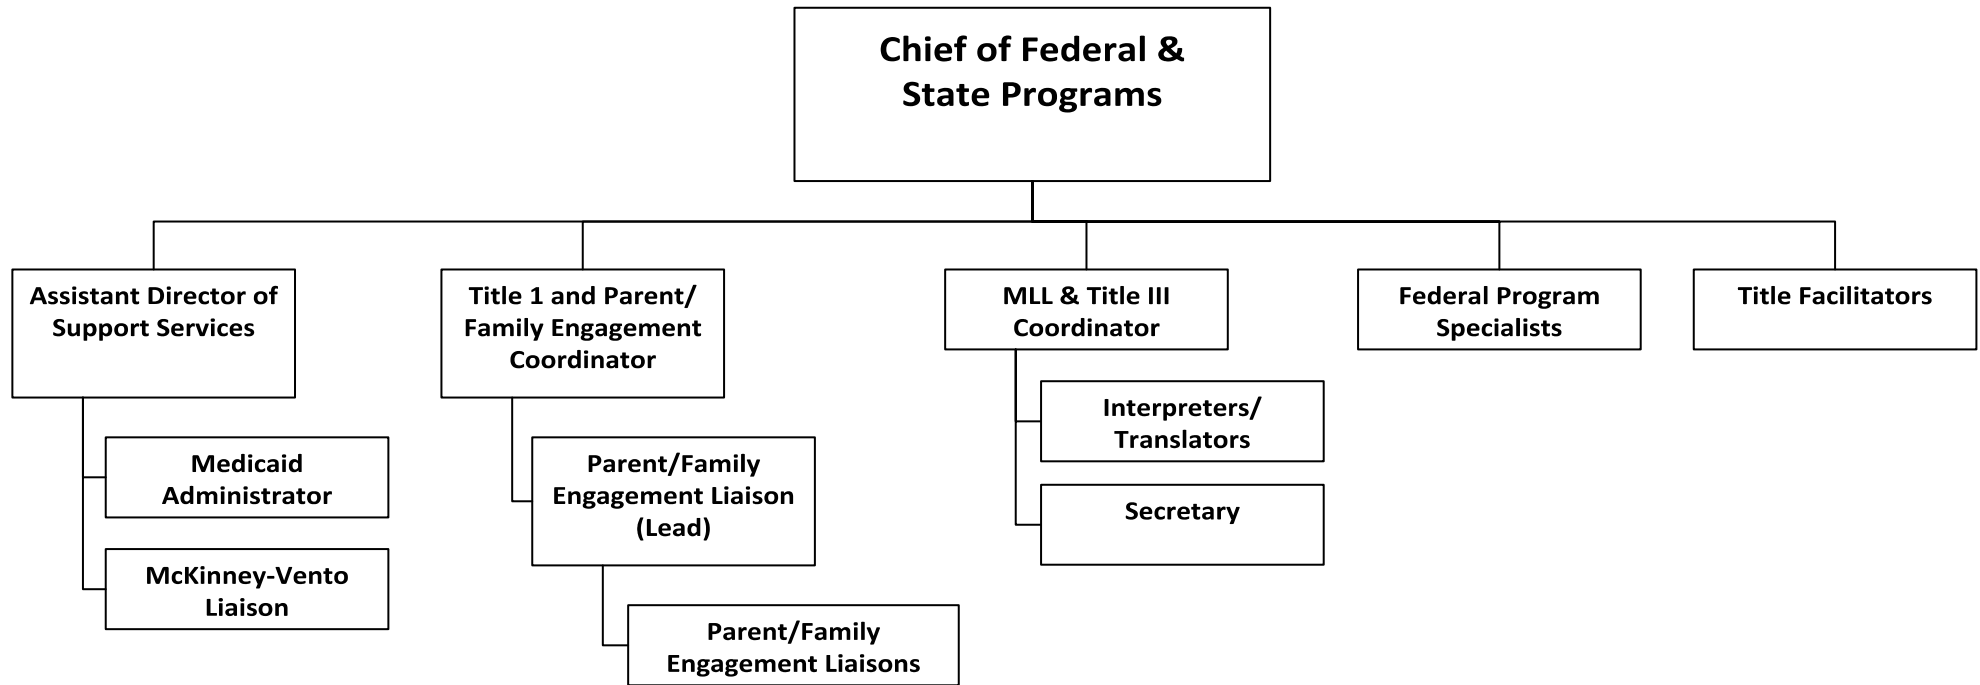 Chief of Federal &
State Programs
Assistant Director of
Support Services
Title 1 and Parent/
Family Engagement
Coordinator
MLL & Title III
Coordinator
Federal Program
Specialists
Title Facilitators
Medicaid
Administrator
McKinney-Vento
Liaison
Parent/Family
Engagement Liaison
(Lead)
Parent/Family
Engagement Liaisons
Interpreters/
Translators
Secretary